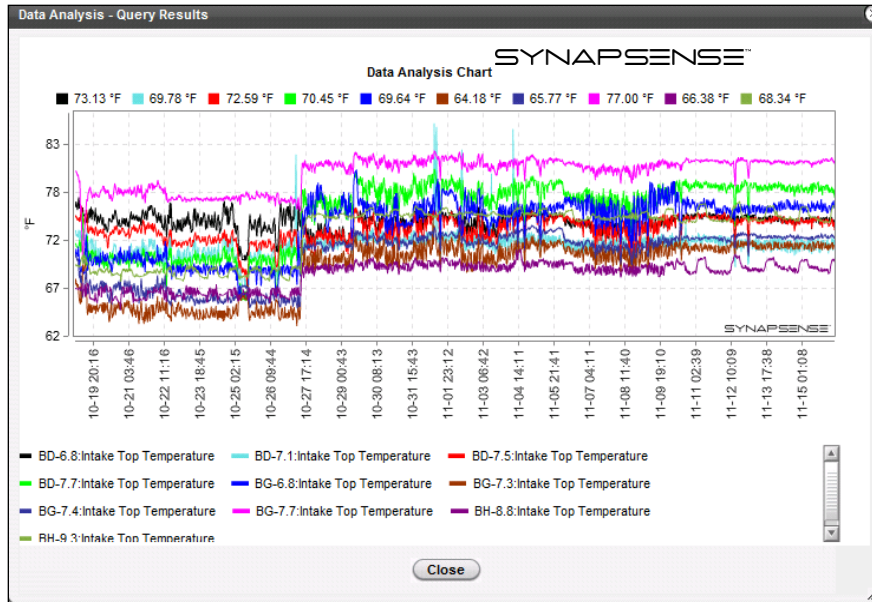 Data Analysis - Query Results
SYNAPSENSE™
Data Analysis Chart
73.13 °F 69.78 °F 72.59 °F 70.45 °F 69.64 °F 64.18 °F 65.77 °F 77.00 °F 66.38 °F 68.34 °F
83
78
72
67
62
°F
SYNAPSENSE
10-19 20:16
10-21 03:46
10-22 11:16
10-23 18:45
10-25 02:15
10-26 09:44
10-27 17:14
10-29 00:43
10-30 08:13
10-31 15:43
11-01 23:12
11-03 06:42
11-04 14:11
11-05 21:41
11-07 04:11
11-08 11:40
11-09 19:10
11-11 02:39
11-12 10:09
11-13 17:38
11-15 01:08
BD-6.8:Intake Top Temperature BD-7.1:Intake Top Temperature BD-7.5:Intake Top Temperature
BD-7.7:Intake Top Temperature BG-6.8:Intake Top Temperature BG-7.3:Intake Top Temperature
BG-7.4:Intake Top Temperature BG-7.7:Intake Top Temperature BH-8.8:Intake Top Temperature
BH-9.3:Intake Top Temperature
Close